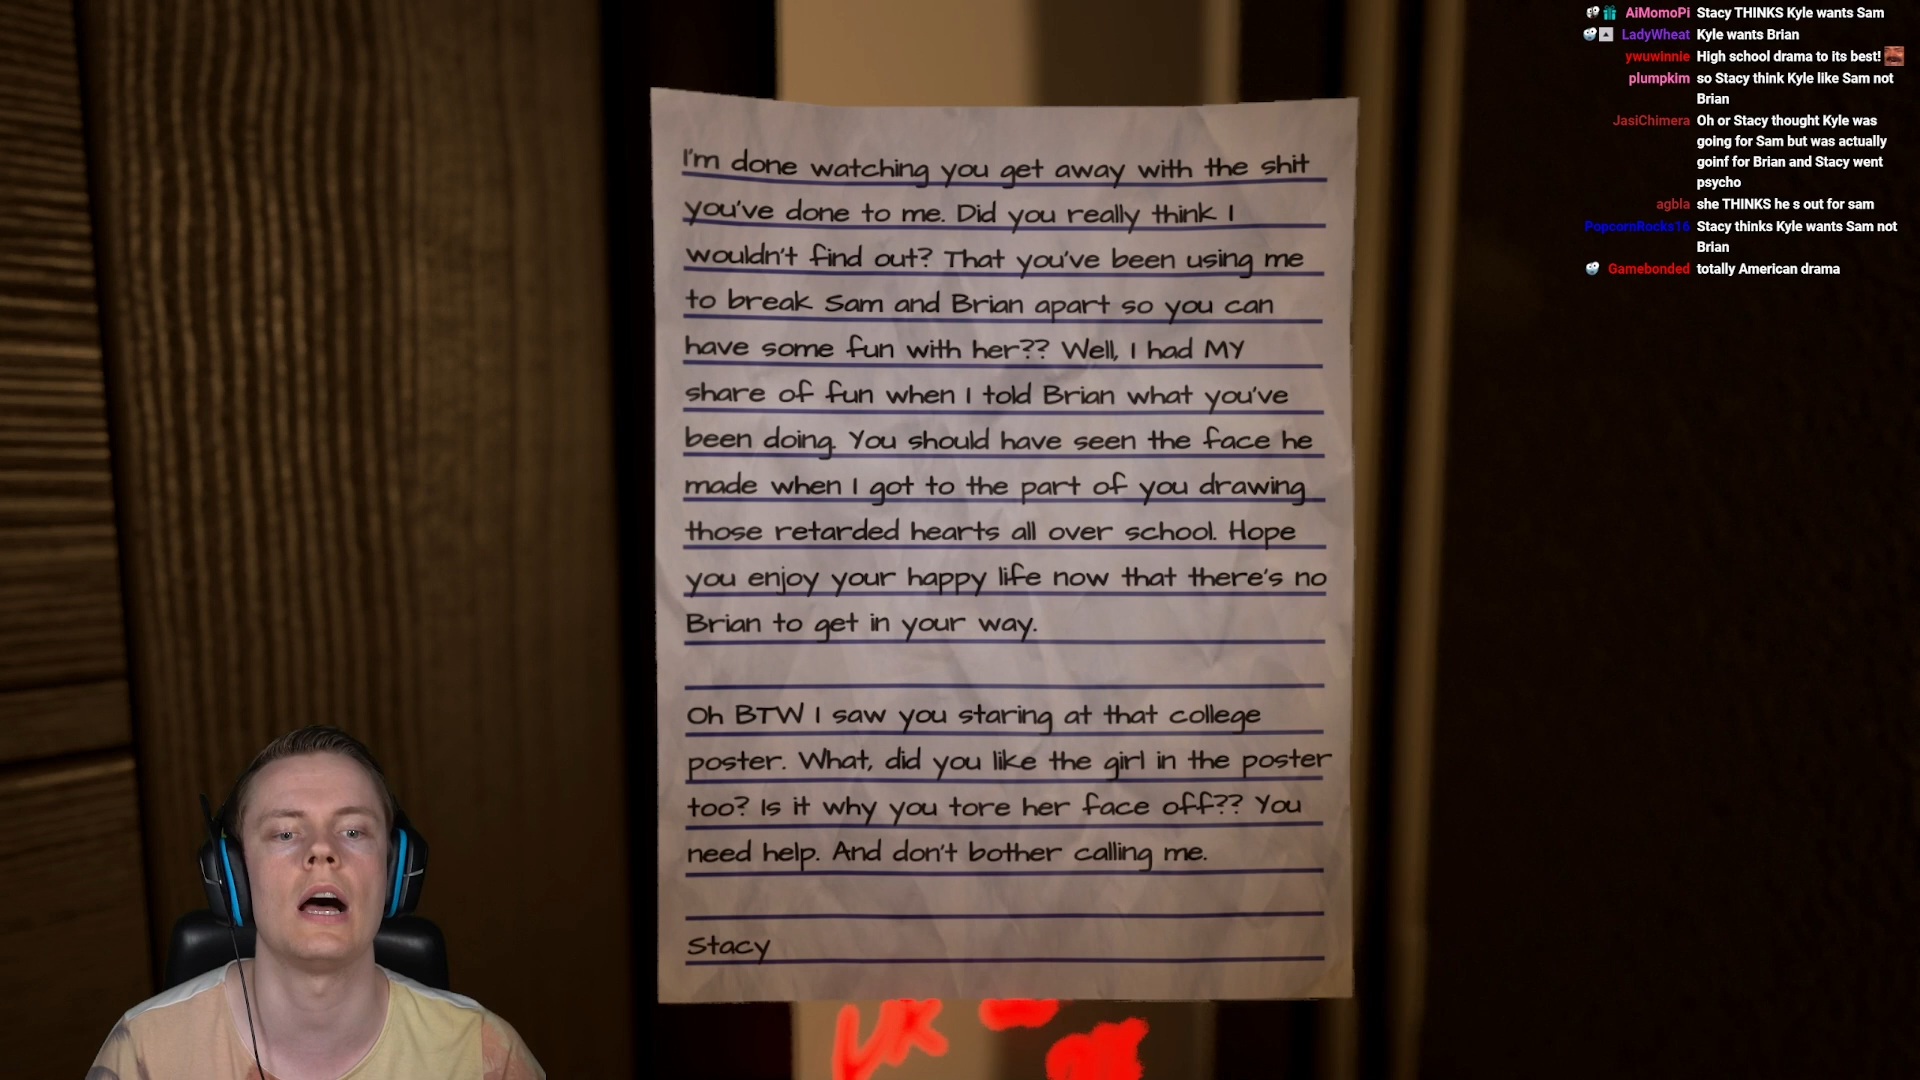 I'm done watching you get away with the shit
you've done to me. Did you really think I
wouldn't find out? That you've been using me
to break Sam and Brian apart so you can
have some fun with her?? Well, I had MY
share of fun when I told Brian what you've
been doing. You should have seen the face he
made when I got to the part of you drawing
those retarded hearts all over school. Hope
you enjoy your happy life now that there's no
Brian to get in your way.
Oh BTW I saw you staring at that college
poster. What, did you like the girl in the poster
too? Is it why you tore her face off?? You
need help. And don't bother calling me.
Stacy
AiMomoPi Stacy THINKS Kyle wants Sam
LadyWheat Kyle wants Brian
ywuwinnie High school drama to its best!
plumpkim so Stacy think Kyle like Sam not
Brian
JasiChimera Oh or Stacy thought Kyle was
going for Sam but was actually
goinf for Brian and Stacy went
psycho
agbla she THINKS he s out for sam
PopcornRocks16 Stacy thinks Kyle wants Sam not
Brian
Gamebonded totally American drama